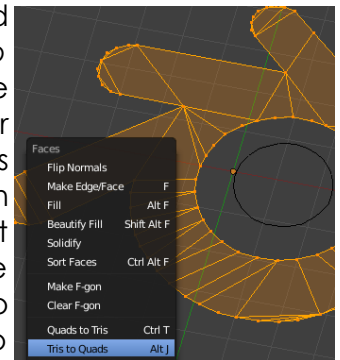 Faces
Flip Normals
Make Edge/Face F
Fill Alt F
Beautify Fill Shift Alt F
Solidify
Sort Faces Ctrl Alt F
Make F-gon
Clear F-gon
Quads to Tris Ctrl T
Tris to Quads Alt J